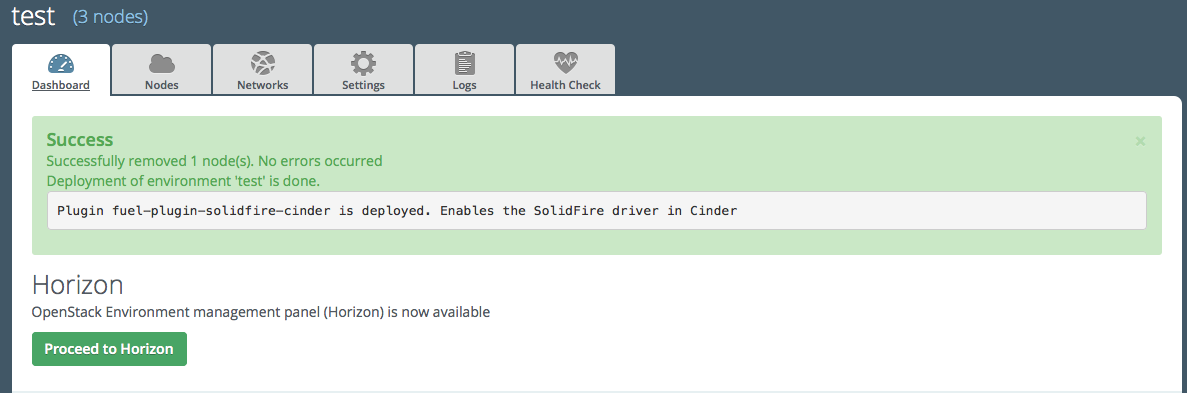 test (3 nodes)
Dashboard Nodes Networks Settings Logs Health Check
Success ×
Successfully removed 1 node(s). No errors occurred
Deployment of environment 'test' is done.
Plugin fuel-plugin-solidfire-cinder is deployed. Enables the SolidFire driver in Cinder
Horizon
OpenStack Environment management panel (Horizon) is now available
Proceed to Horizon